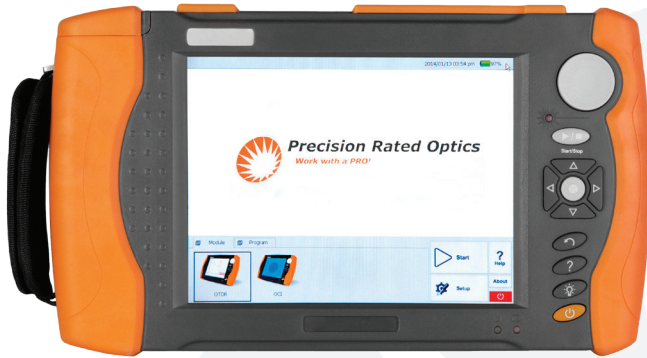 2014/01/13 10:54 pm 97%
Precision Rated Optics
Work with a PRO!
Start/Stop
Module Program
Start
? Help
Setup
About
OTDR OCI
?